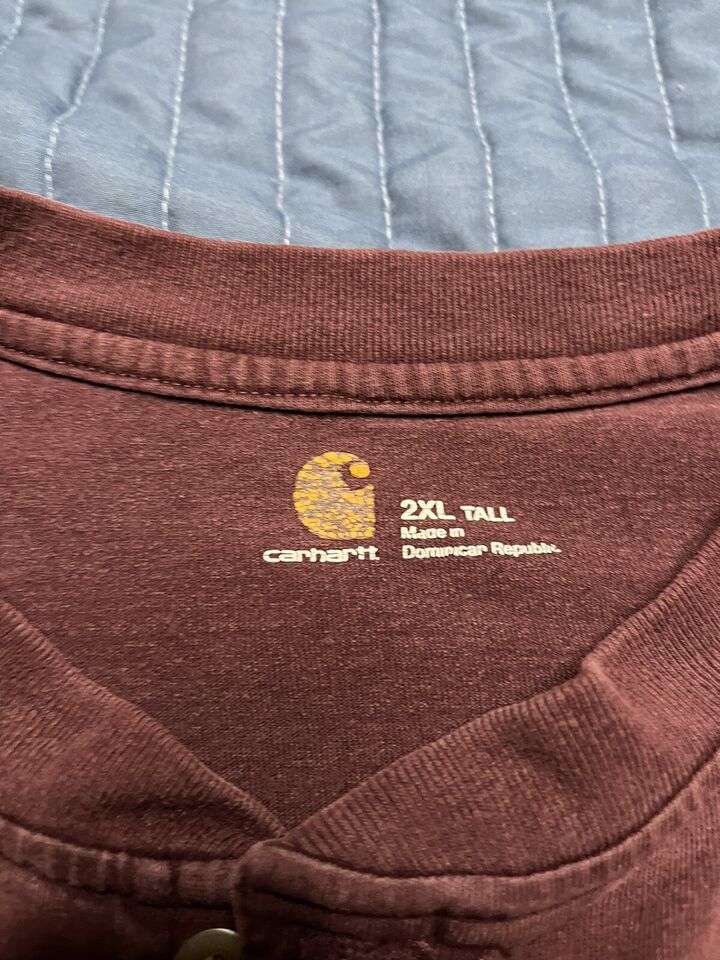 carhartt
2XL TALL
Made in
Dominican Republic